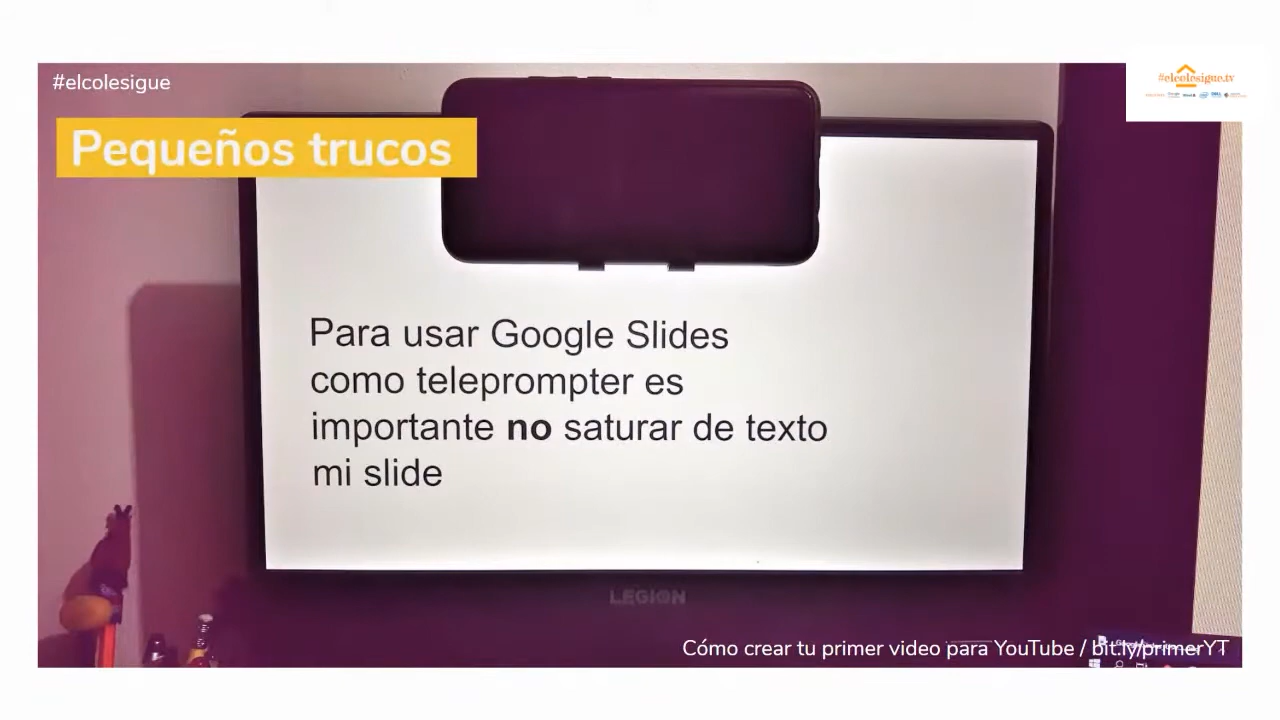 #elcolesigue
#elcolesigue.tv
Pequeños trucos
Para usar Google Slides
como teleprompter es
importante no saturar de texto
mi slide
LEGION
Cómo crear tu primer video para YouTube / bit.ly/primerYT